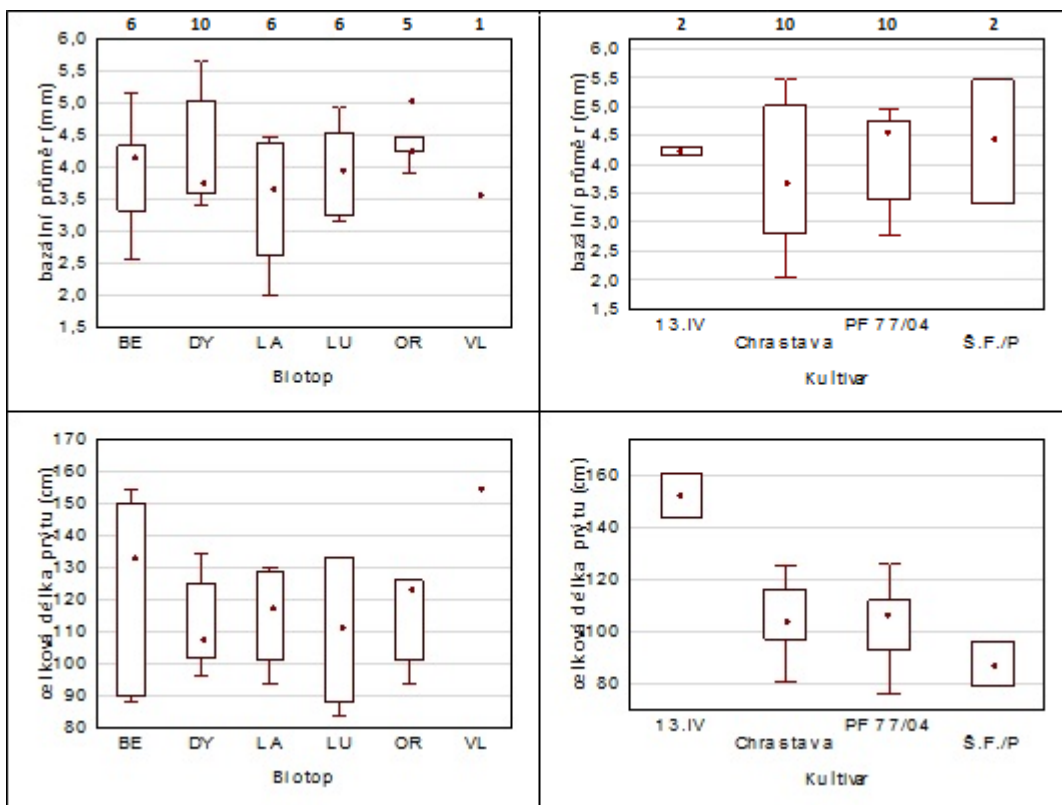 6 10 6 6 5 1
6,0
5,5
5,0
4,5
4,0
3,5
3,0
2,5
2,0
1,5
bazální průměr (mm)
BE DY LA LU OR VL
Biotop
2 10 10 2
6,0
5,5
5,0
4,5
4,0
3,5
3,0
2,5
2,0
1,5
bazální průměr (mm)
13.IV PF 77/04
Chrastava Š.F./P
Kultivar
170
160
150
140
130
120
110
100
90
80
celková délka prýtu (cm)
BE DY LA LU OR VL
Biotop
160
140
120
100
80
celková délka prýtu (cm)
13.IV PF 77/04
Chrastava Š.F./P
Kultivar